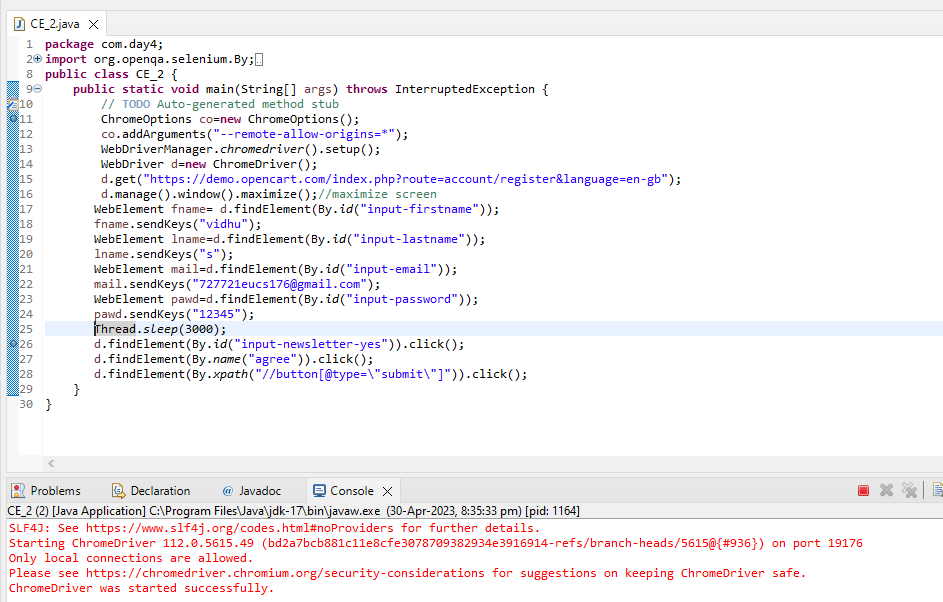 CE_2.java
1 package com.day4;
2 import org.openqa.selenium.By;
8 public class CE_2 {
9 public static void main(String[] args) throws InterruptedException {
10 // TODO Auto-generated method stub
11 ChromeOptions co=new ChromeOptions();
12 co.addArguments("--remote-allow-origins=*");
13 WebDriverManager.chromedriver().setup();
14 WebDriver d=new ChromeDriver();
15 d.get("https://demo.opencart.com/index.php?route=account/register&language=en-gb");
16 d.manage().window().maximize();//maximize screen
17 WebElement fname= d.findElement(By.id("input-firstname"));
18 fname.sendKeys("vidhu");
19 WebElement lname=d.findElement(By.id("input-lastname"));
20 lname.sendKeys("s");
21 WebElement mail=d.findElement(By.id("input-email"));
22 mail.sendKeys("727721eucs176@gmail.com");
23 WebElement pawd=d.findElement(By.id("input-password"));
24 pawd.sendKeys("12345");
25 Thread.sleep(3000);
26 d.findElement(By.id("input-newsletter-yes")).click();
27 d.findElement(By.name("agree")).click();
28 d.findElement(By.xpath("//button[@type=\"submit\"]")).click();
29 }
30 }
Problems Declaration @ Javadoc Console
CE_2 (2) [Java Application] C:\Program Files\Java\jdk-17\bin\javaw.exe (30-Apr-2023, 8:35:33 pm) [pid: 1164]
SLF4J: See https://www.slf4j.org/codes.html#noProviders for further details.
Starting ChromeDriver 112.0.5615.49 (bd2a7bcb881c11e8cfe3078709382934e3916914-refs/branch-heads/5615@{#936}) on port 19176
Only local connections are allowed.
Please see https://chromedriver.chromium.org/security-considerations for suggestions on keeping ChromeDriver safe.
ChromeDriver was started successfully.